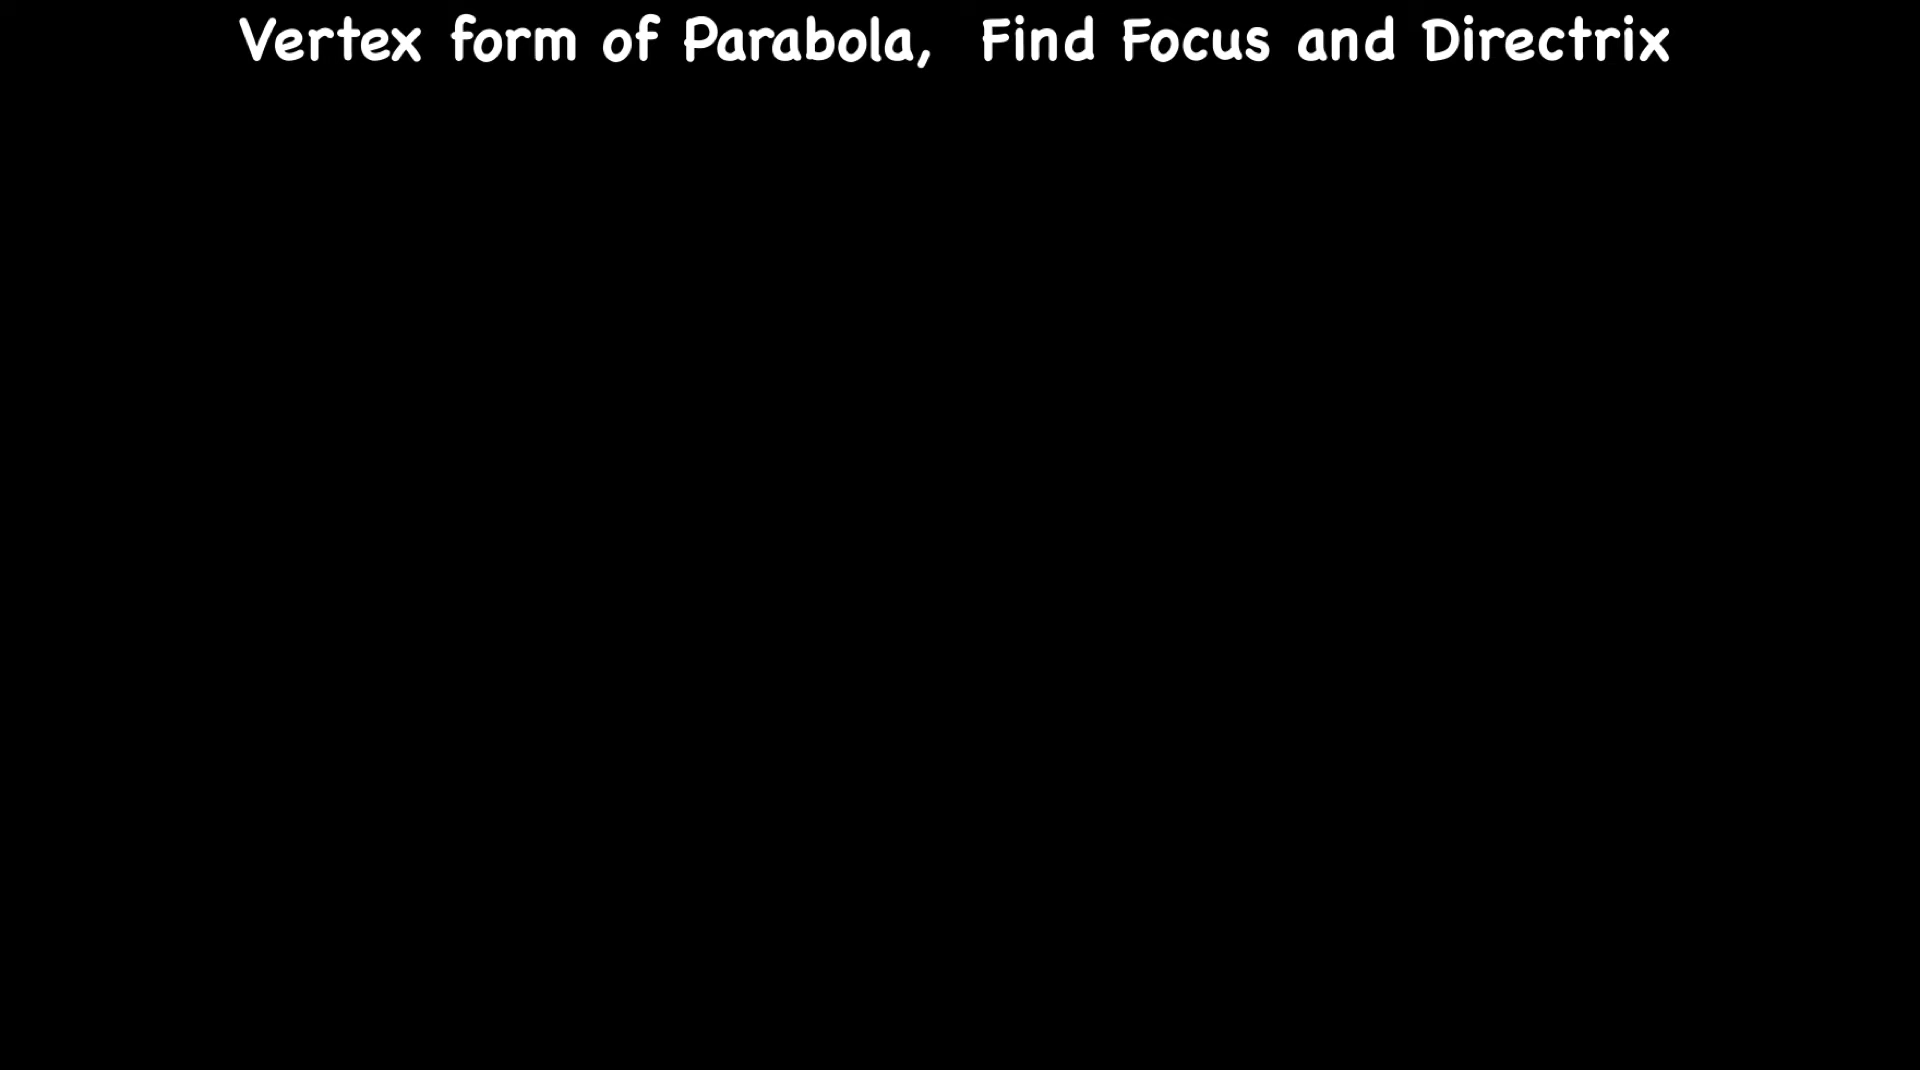 Vertex form of Parabola, Find Focus and Directrix